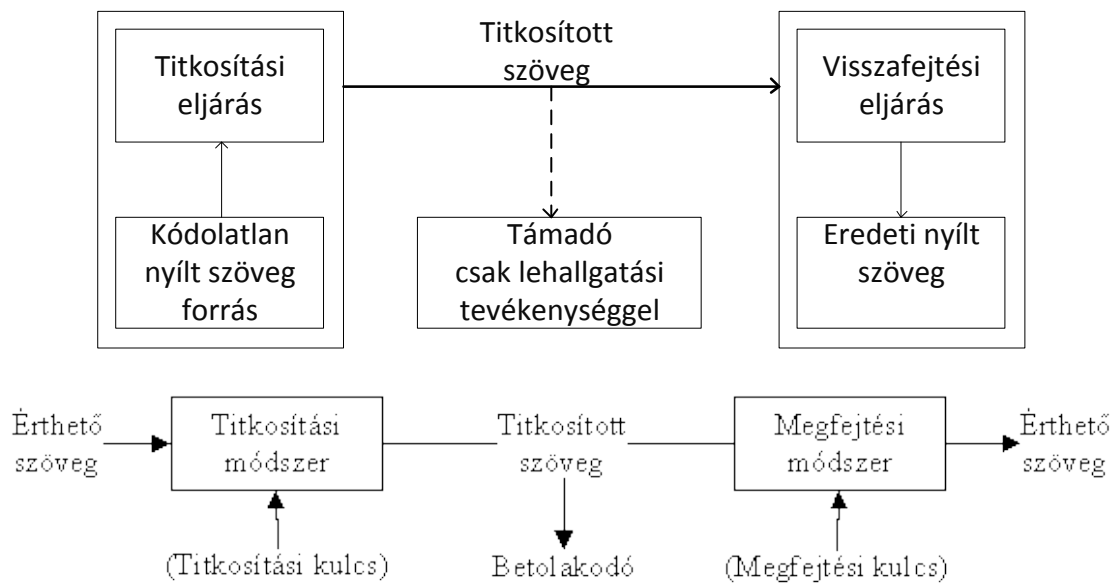 Titkosítási
eljárás
Titkosított
szöveg
Visszafejtési
eljárás
Kódolatlan
nyílt szöveg
forrás
Támadó
csak lehallgatási
tevékenységgel
Eredeti nyílt
szöveg
Érthető
szöveg
Titkosítási
módszer
Titkosított
szöveg
Megfejtési
módszer
Érthető
szöveg
(Titkosítási kulcs)
Betolakodó
(Megfejtési kulcs)